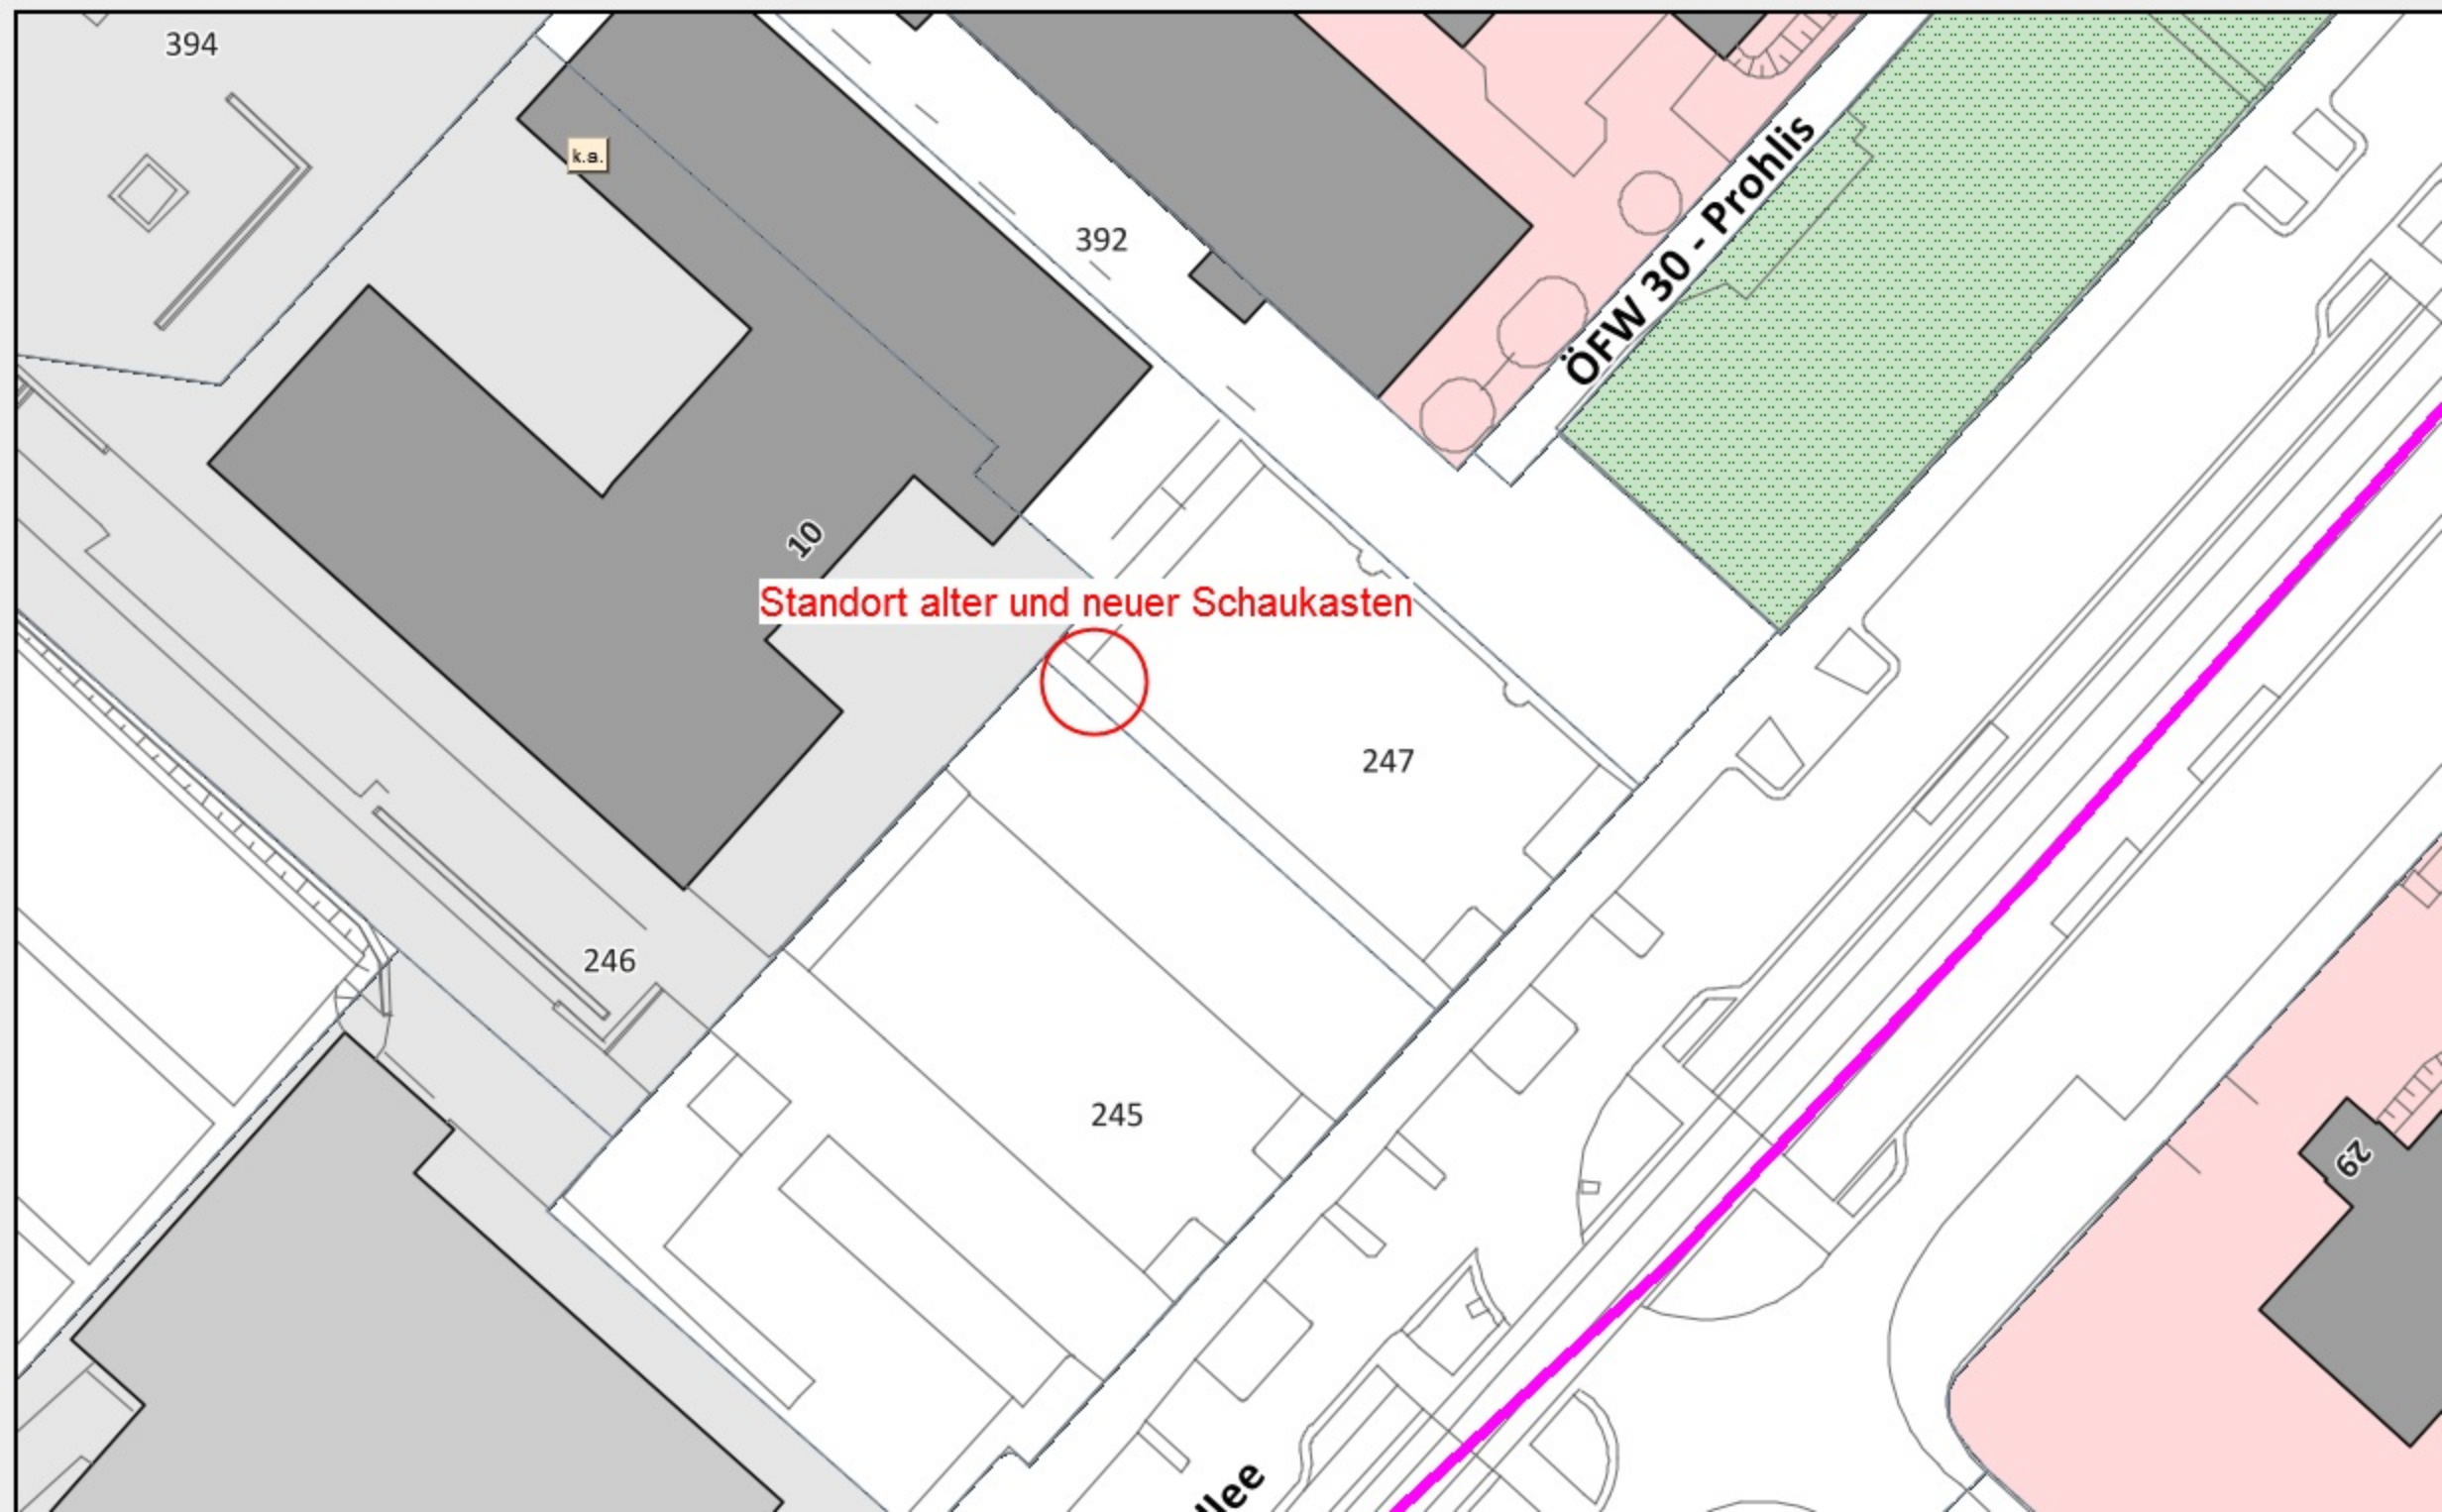 394
k.a.
392
ÖFW 30 - Prohlis
10
Standort alter und neuer Schaukasten
247
246
245
29
llee